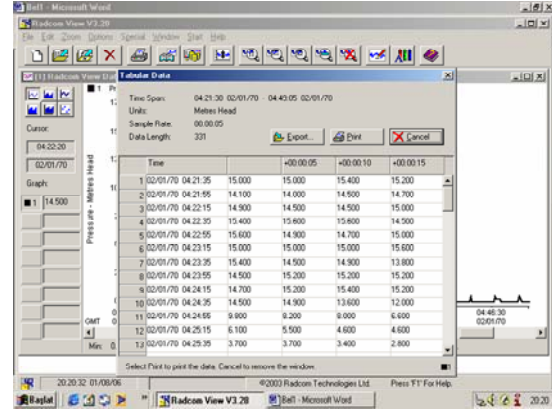 Bell - Microsoft Word
Radcom View V3.28
File Edit Zoom Options Special Window Start Help
[1] Radcom View Da
Tabular Data
Time Span: 04:21:30 02/01/70 - 04:49:05 02/01/70
Units: Metres Head
Sample Rate: 00:00:05
Data Length: 331
Export... Print Cancel
Cursor:
04:22:20
02/01/70
Graph:
1 14.500
Pressure - Metres Head
Time +00:00:05 +00:00:10 +00:00:15
1 02/01/70 04:21:35 15.000 15.000 15.400 15.200
2 02/01/70 04:21:55 14.100 14.000 14.500 14.700
3 02/01/70 04:22:15 14.900 14.500 14.500 15.000
4 02/01/70 04:22:35 15.400 15.600 15.600 14.500
5 02/01/70 04:22:55 15.600 14.900 14.700 15.000
6 02/01/70 04:23:15 15.000 15.000 15.000 15.600
7 02/01/70 04:23:35 15.400 14.500 14.900 13.800
8 02/01/70 04:23:55 14.500 15.200 15.200 15.200
9 02/01/70 04:24:15 14.700 15.200 15.400 15.200
10 02/01/70 04:24:35 14.500 14.900 13.600 12.000
11 02/01/70 04:24:55 9.800 8.200 8.000 6.600
12 02/01/70 04:25:15 6.100 5.500 4.600 4.600
13 02/01/70 04:25:35 3.700 3.700 3.400 2.800
GMT
04:46:30
02/01/70
Min: 0
Select Print to print the data. Cancel to remove the window.
1
20:20:32 01/08/06 ©2003 Radcom Technologies Ltd. Press 'F1' For Help.
Başlat Radcom View V3.28 Bell - Microsoft Word 20:20